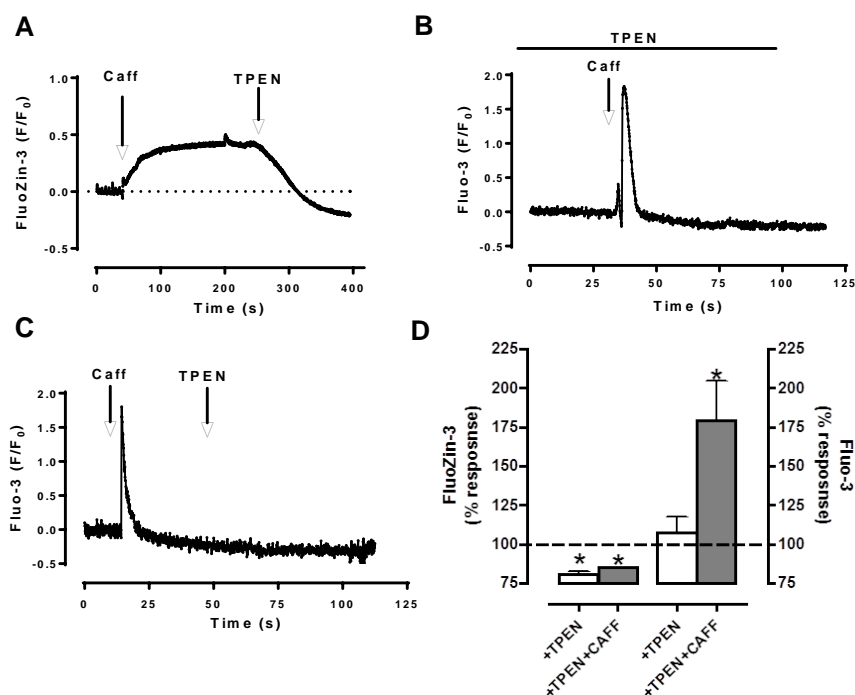 A
Caff
TPEN
1.0
0.5
0.0
-0.5
FluoZin-3 (F/F0)
0 100 200 300 400
Time (s)
B
TPEN
Caff
2.0
1.5
1.0
0.5
0.0
-0.5
Fluo-3 (F/F0)
0 25 50 75 100 125
Time (s)
C
Caff
TPEN
2.0
1.5
1.0
0.5
0.0
-0.5
Fluo-3 (F/F0)
0 25 50 75 100 125
Time (s)
D
225
200
175
150
125
100
75
FluoZin-3
(% resposnse)
* * *
225
200
175
150
125
100
75
Fluo-3
(% resposnse)
+TPEN
+TPEN+CAFF
+TPEN
+TPEN+CAFF